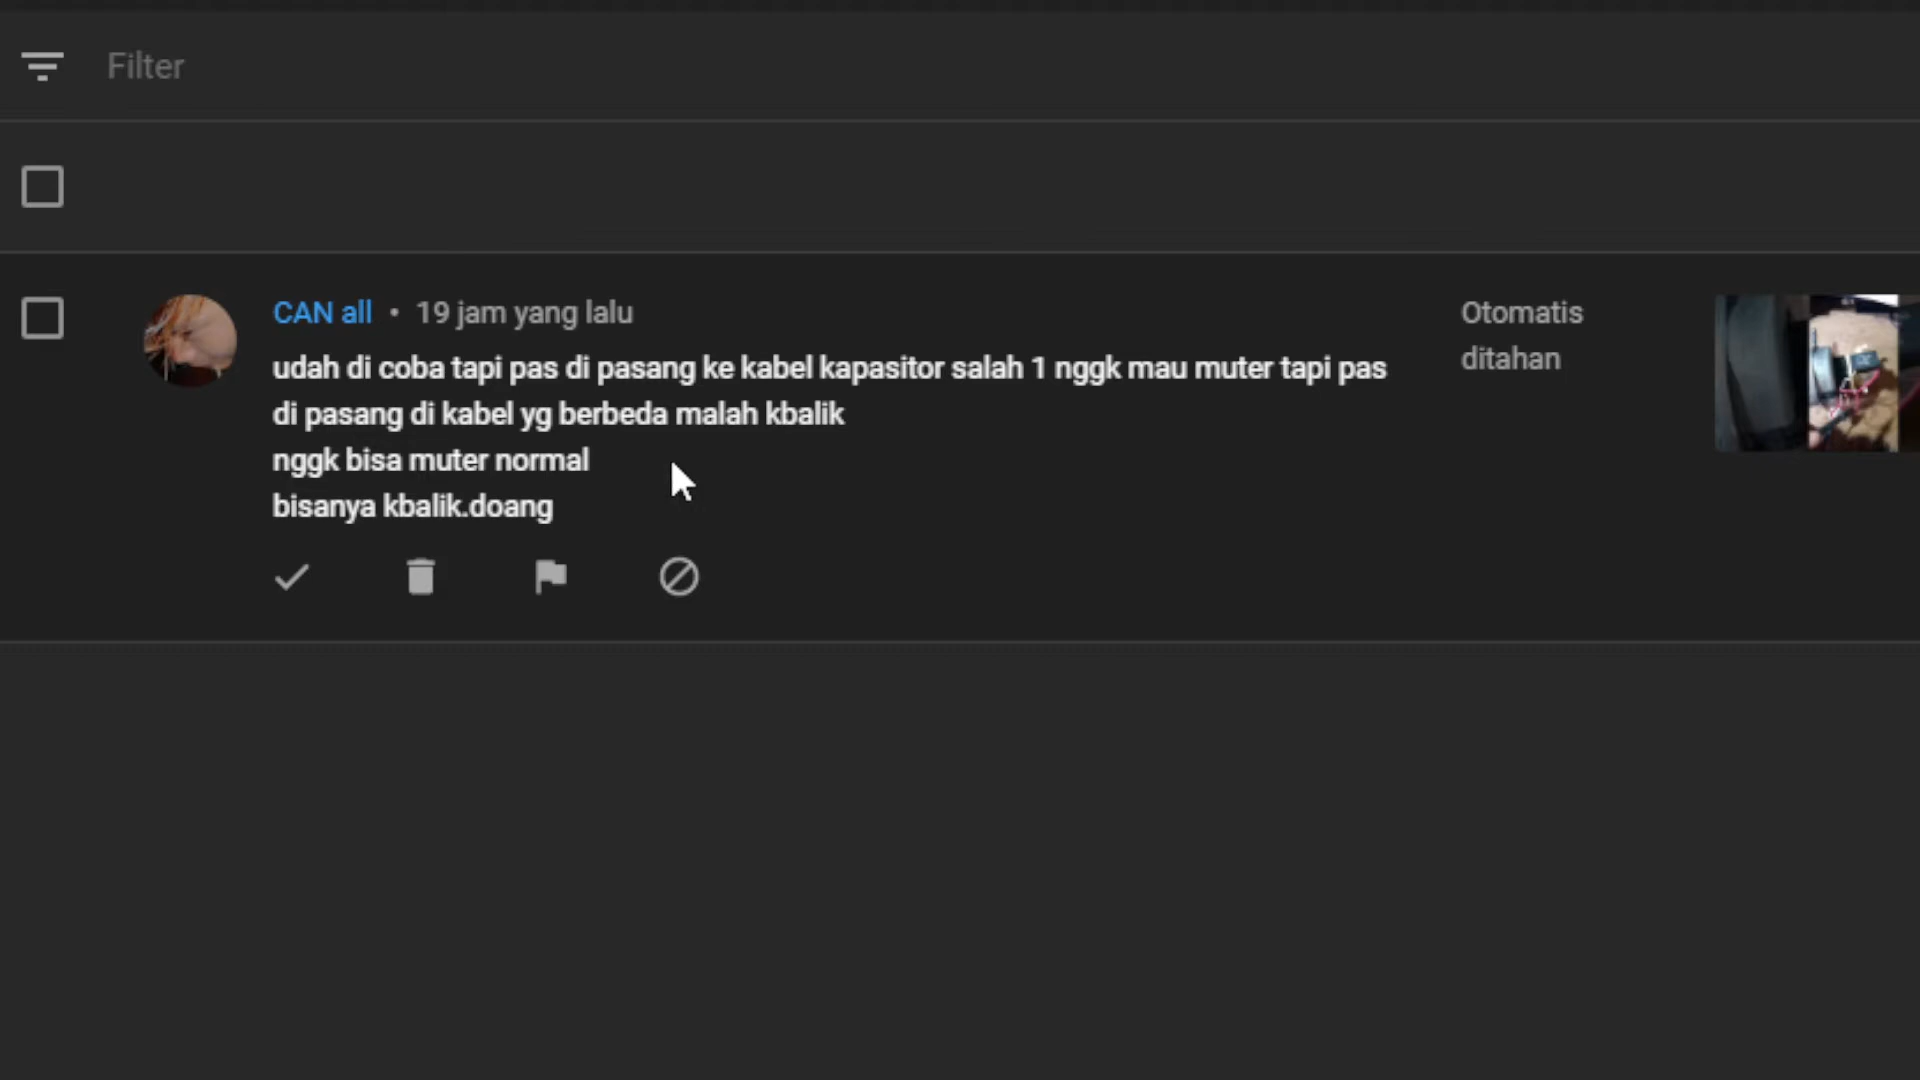 Filter
CAN all • 19 jam yang lalu
udah di coba tapi pas di pasang ke kabel kapasitor salah 1 nggk mau muter tapi pas
di pasang di kabel yg berbeda malah kbalik
nggk bisa muter normal
bisanya kbalik.doang
Otomatis
ditahan